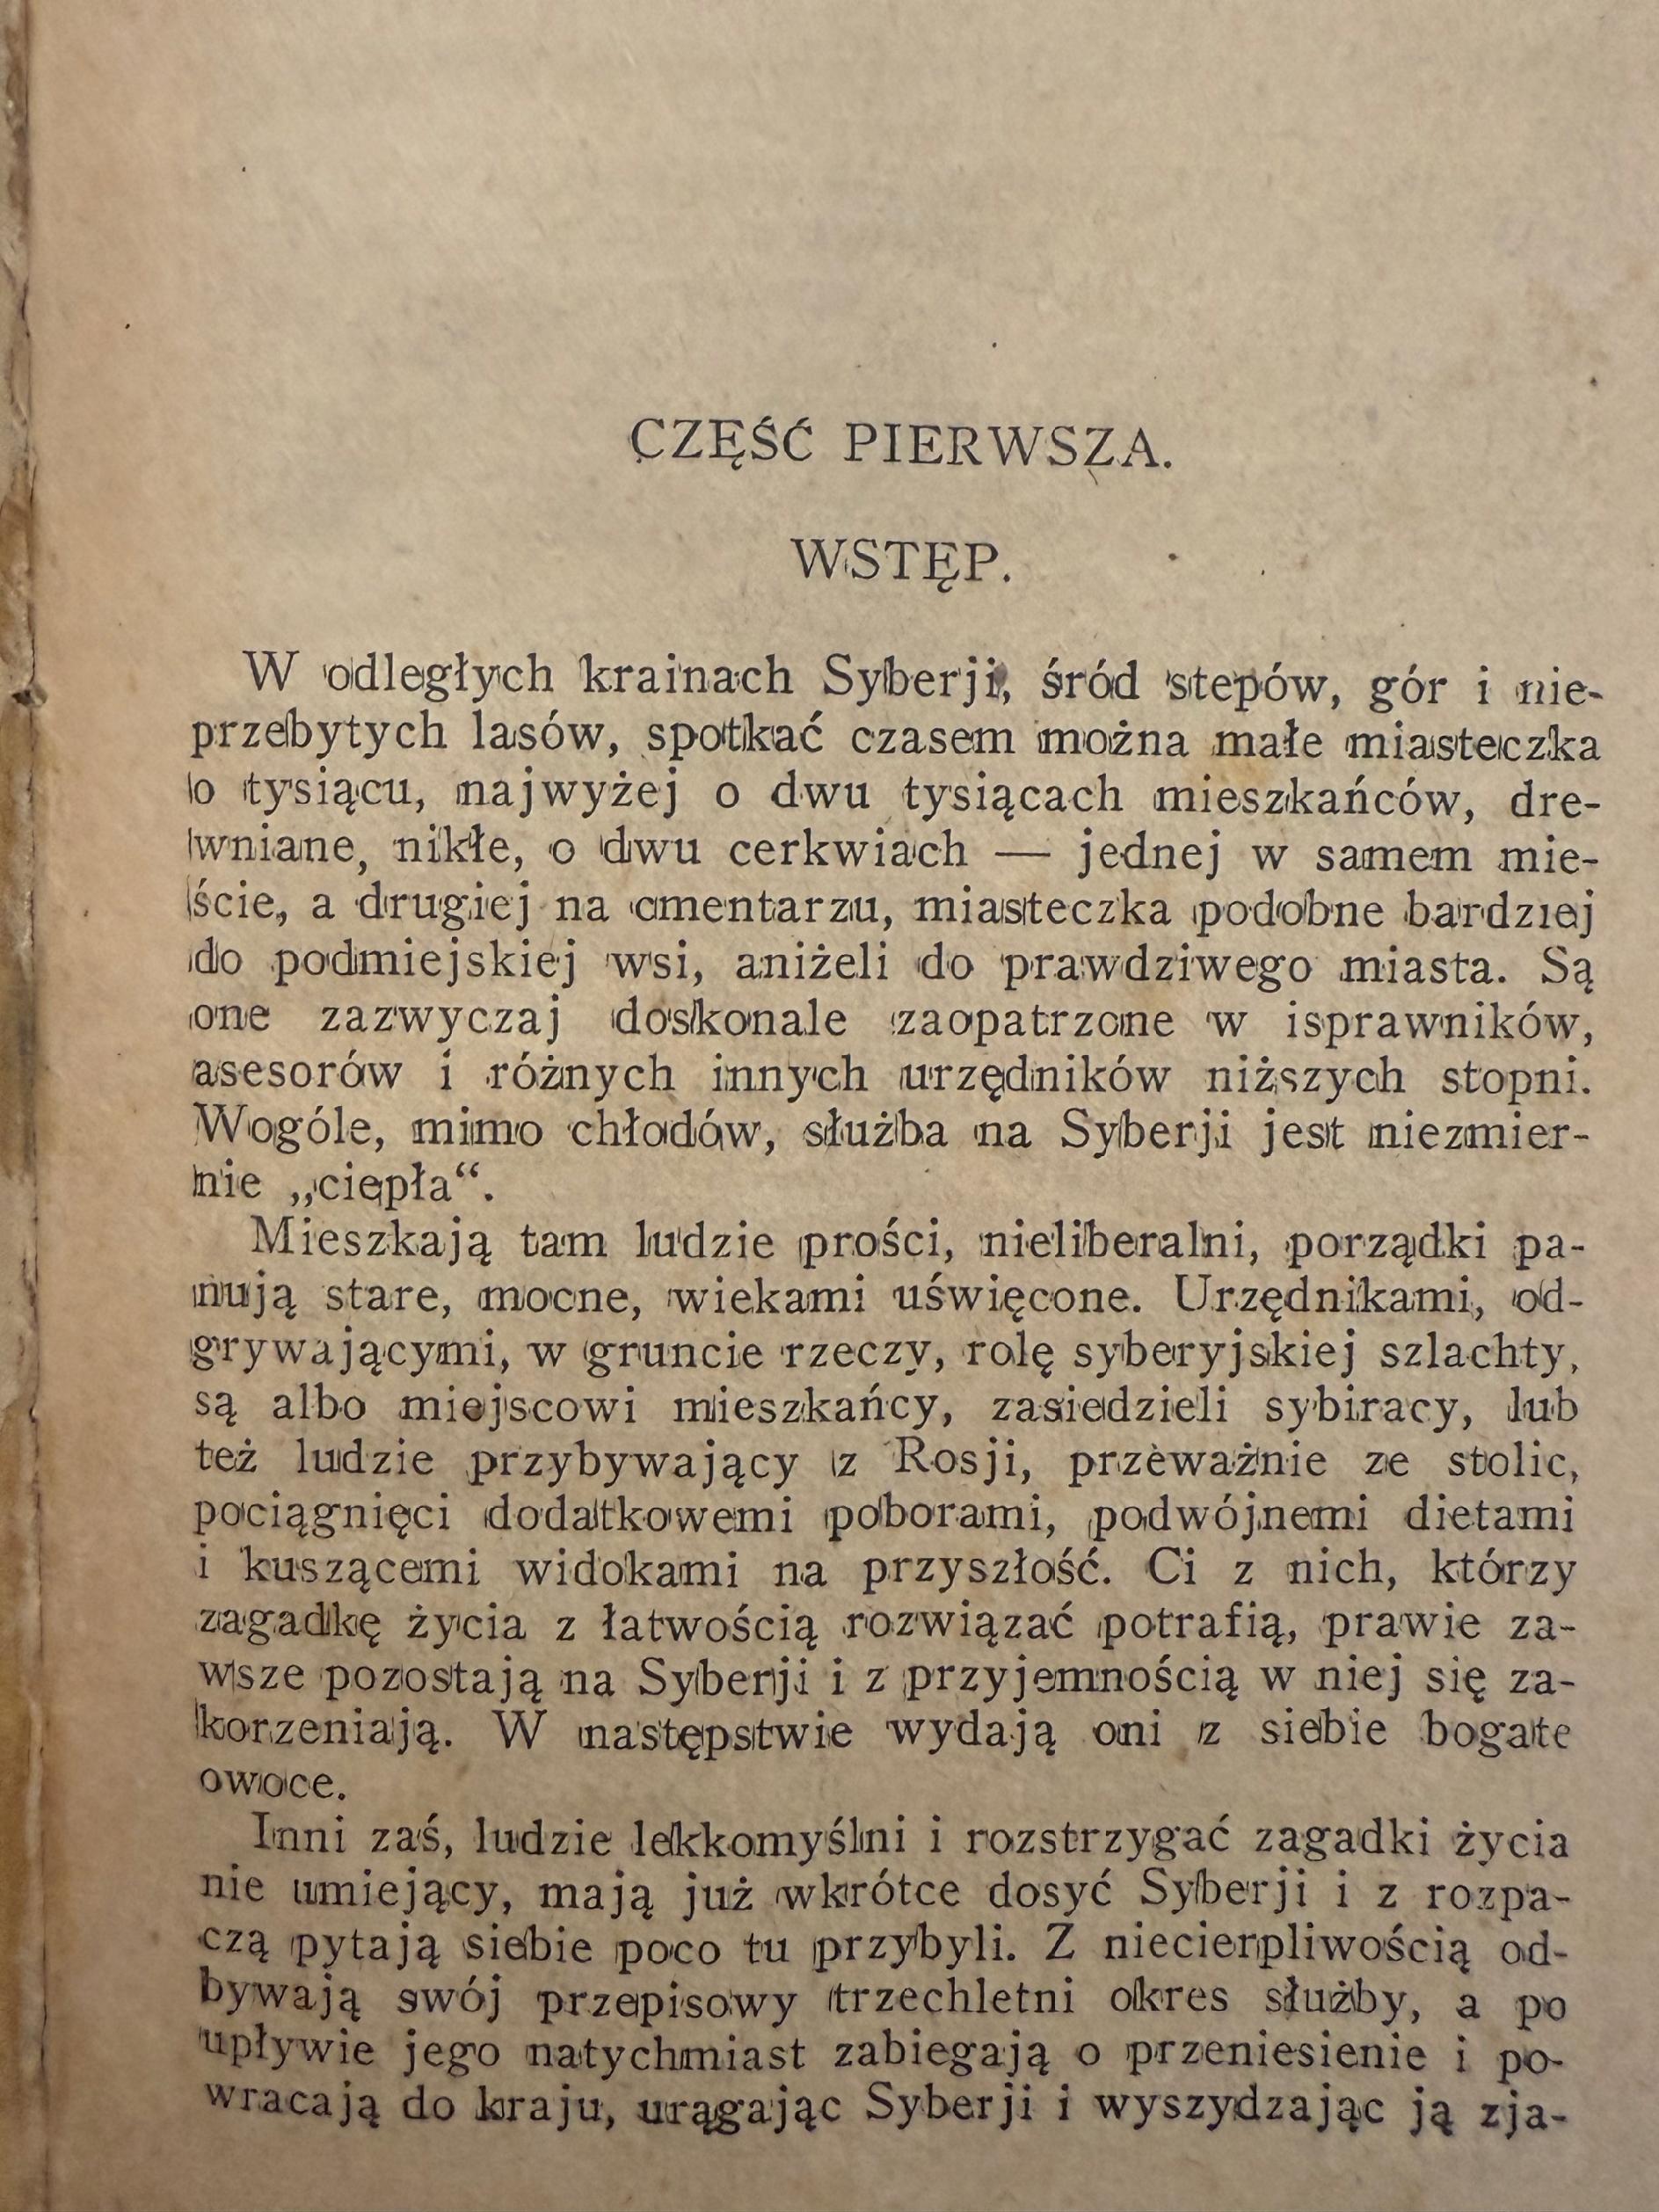 CZĘŚĆ PIERWSZA.
WSTĘP.
W odległych krainach Syberji, śród stepów, gór i nie-
przebytych lasów, spotkać czasem można małe miasteczka
o tysiącu, najwyżej o dwu tysiącach mieszkańców, dre-
wniane, nikłe, o dwu cerkwiach — jednej w samem mie-
ście, a drugiej na cmentarzu, miasteczka podobne bardziej
do podmiejskiej wsi, aniżeli do prawdziwego miasta. Są
one zazwyczaj doskonale zaopatrzone w isprawników,
asesorów i różnych innych urzędników niższych stopni.
Wogóle, mimo chłodów, służba na Syberji jest niezmier-
nie „ciepła“.
Mieszkają tam ludzie prości, nieliberalni, porządki pa-
nują stare, mocne, wiekami uświęcone. Urzędnikami, od-
grywającymi, w gruncie rzeczy, rolę syberyjskiej szlachty,
są albo miejscowi mieszkańcy, zasiedzieli sybiracy, lub
też ludzie przybywający z Rosji, przeważnie ze stolic,
pociągnięci dodatkowemi poborami, podwójnemi dietami
i kuszącemi widokami na przyszłość. Ci z nich, którzy
zagadkę życia z łatwością rozwiązać potrafią, prawie za-
wsze pozostają na Syberji i z przyjemnością w niej się za-
korzeniają. W następstwie wydają oni z siebie bogate
owoce.
Inni zaś, ludzie lekkomyślni i rozstrzygać zagadki życia
nie umiejący, mają już wkrótce dosyć Syberji i z rozpa-
czą pytają siebie poco tu przybyli. Z niecierpliwością od-
bywają swój przepisowy trzechletni okres służby, a po
upływie jego natychmiast zabiegają o przeniesienie i po-
wracają do kraju, urągając Syberji i wyszydzając ją zja-